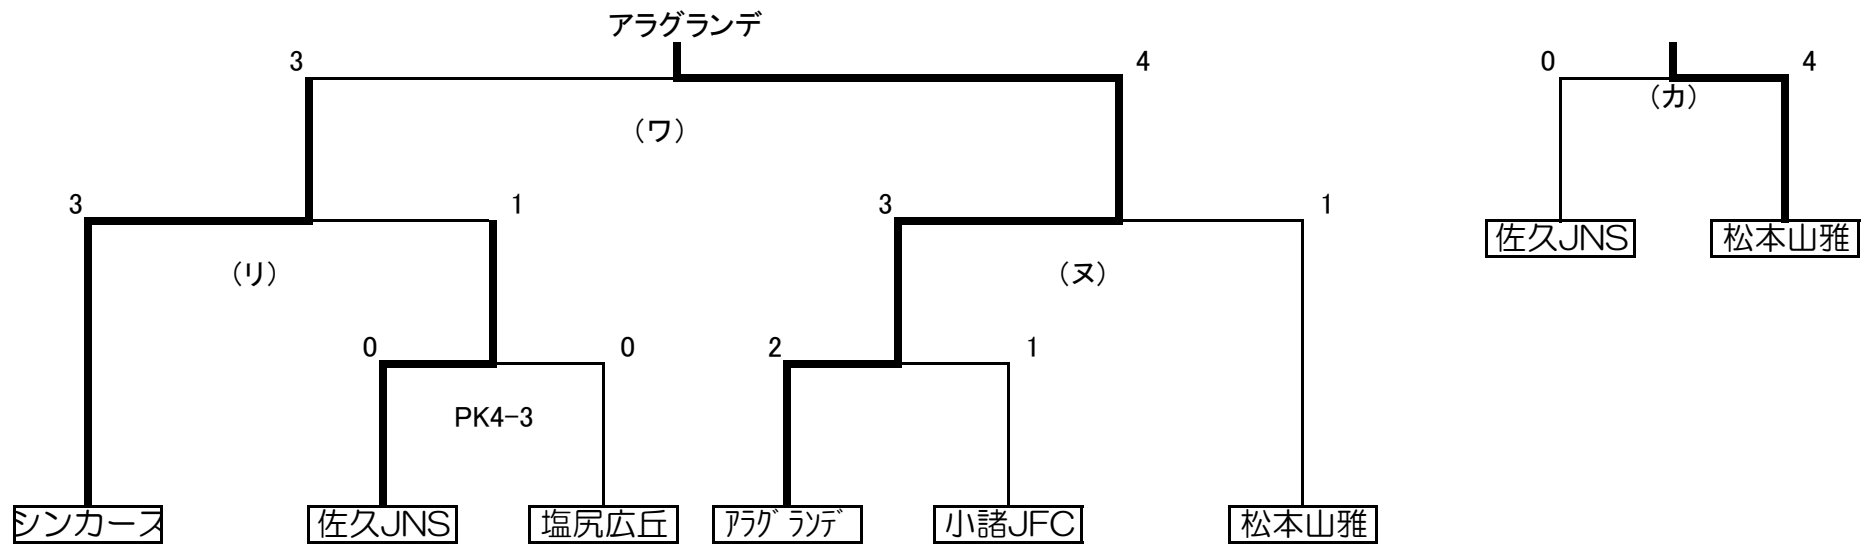 アラグランデ
3 4 0 4
(ワ) (カ)
3 1 3 1
佐久JNS 松本山雅
(リ) (ヌ)
0 0 2 1
PK4-3
シンカーズ 佐久JNS 塩尻広丘 ｱﾗｸﾞﾗﾝﾃﾞ 小諸JFC 松本山雅